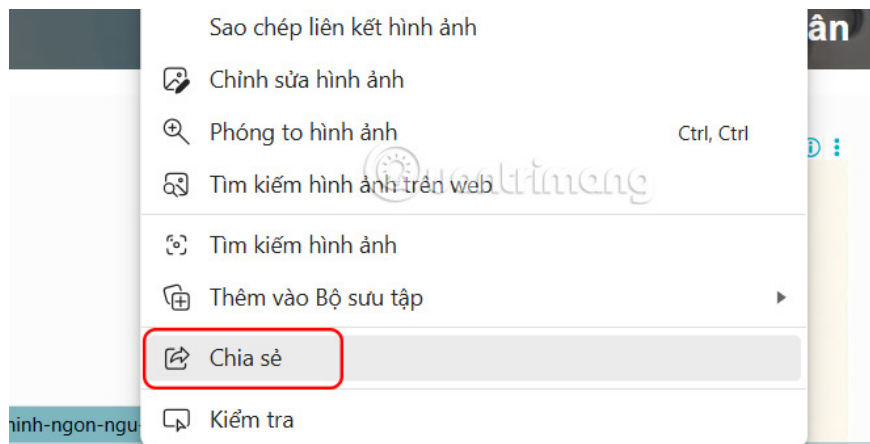 Sao chép liên kết hình ảnh
ân
Chỉnh sửa hình ảnh
Phóng to hình ảnh Ctrl, Ctrl
Quantrimang
Tìm kiếm hình ảnh trên web
Tìm kiếm hình ảnh
Thêm vào Bộ sưu tập
Chia sẻ
Kiểm tra
hinh-ngon-ngu-